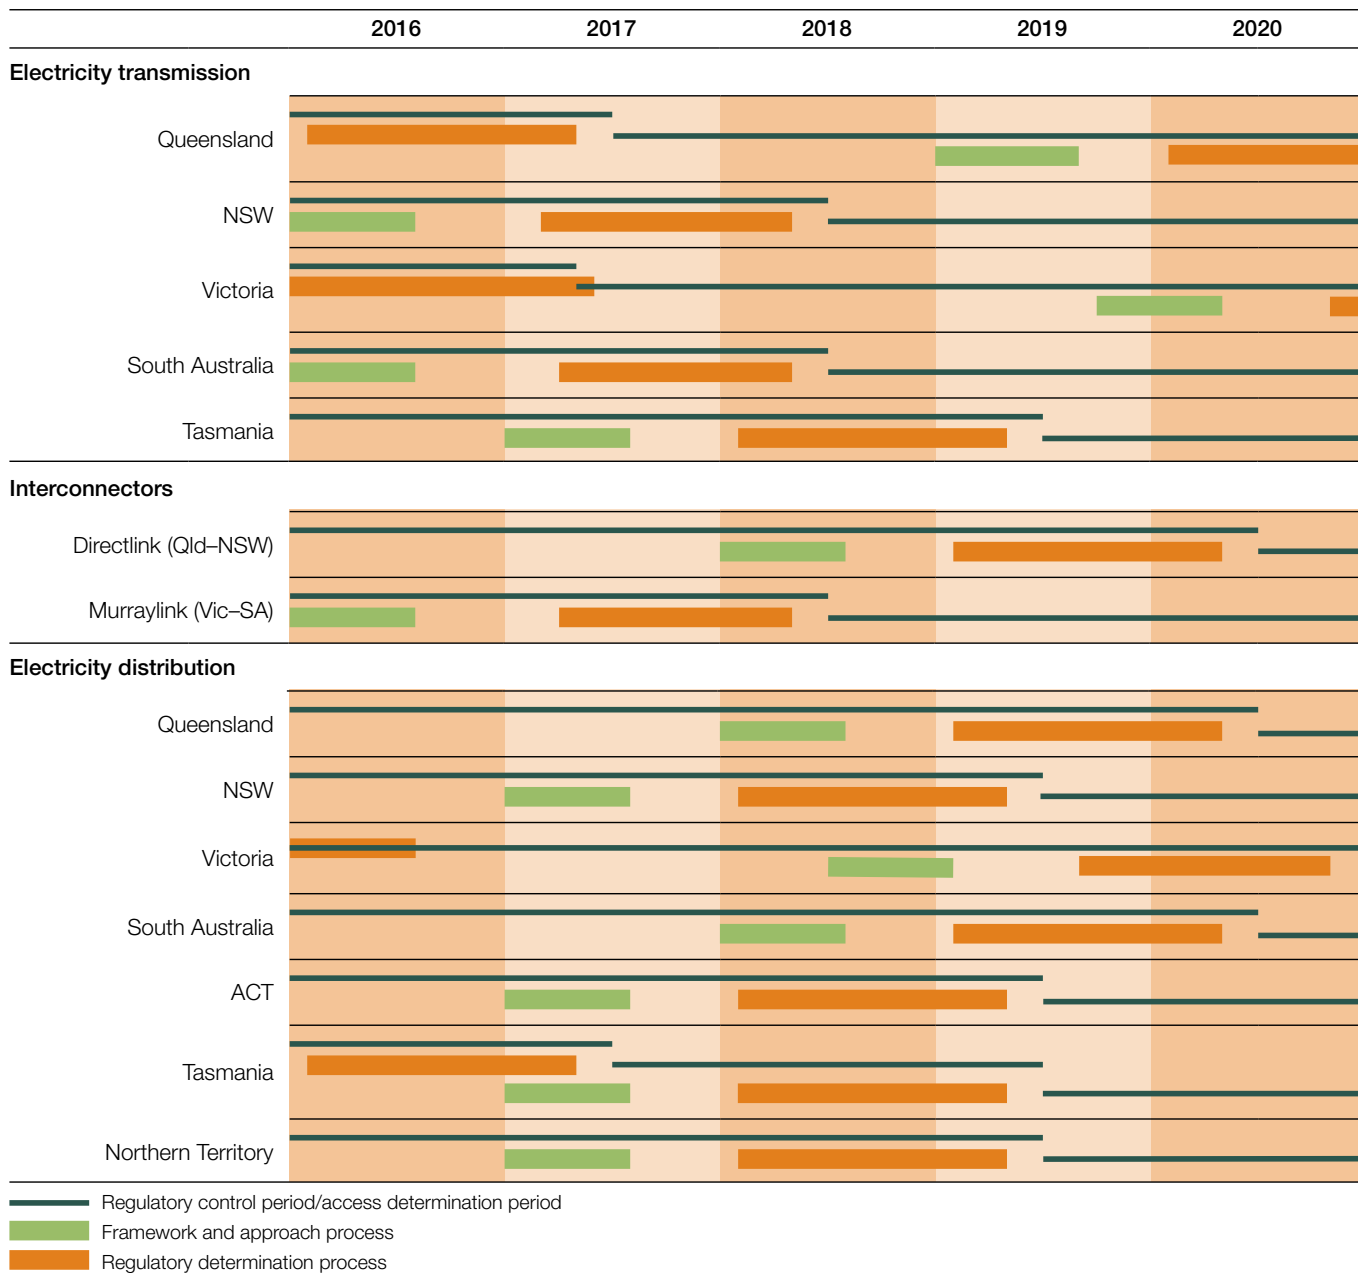 2016 2017 2018 2019 2020
Electricity transmission
Queensland
NSW
Victoria
South Australia
Tasmania
Interconnectors
Directlink (Qld–NSW)
Murraylink (Vic–SA)
Electricity distribution
Queensland
NSW
Victoria
South Australia
ACT
Tasmania
Northern Territory
Regulatory control period/access determination period
Framework and approach process
Regulatory determination process